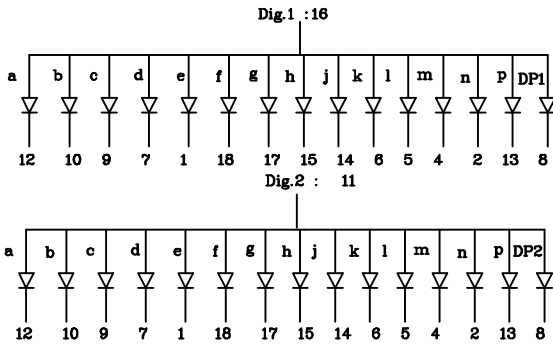 Dig.1 :16
a b c d e f g h j k l m n p DP1
12 10 9 7 1 18 17 15 14 6 5 4 2 13 8
Dig.2 : 11
a b c d e f g h j k l m n p DP2
12 10 9 7 1 18 17 15 14 6 5 4 2 13 8